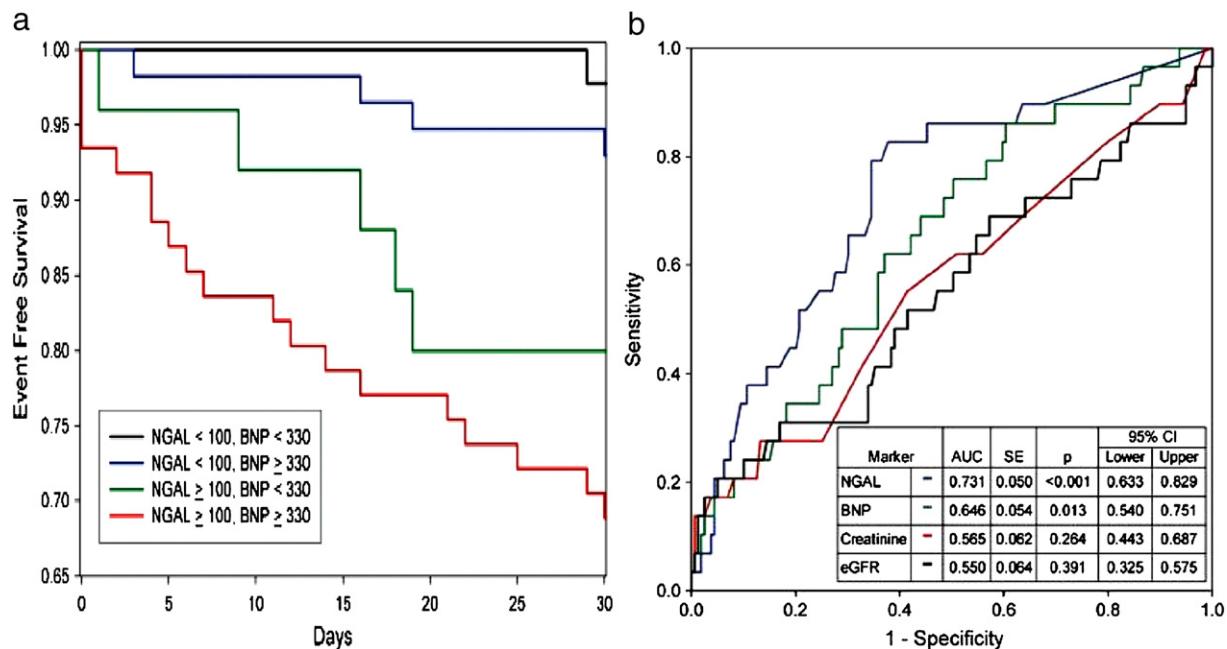 a
1.00
0.95
0.90
0.85
0.80
0.75
0.70
0.65
Event Free Survival
NGAL < 100, BNP < 330
NGAL < 100, BNP ≥ 330
NGAL ≥ 100, BNP < 330
NGAL ≥ 100, BNP ≥ 330
0 5 10 15 20 25 30
Days
b
1.0
0.8
0.6
0.4
0.2
0.0
Sensitivity
95% CI
Marker AUC SE p Lower Upper
NGAL 0.731 0.050 <0.001 0.633 0.829
BNP 0.646 0.054 0.013 0.540 0.751
Creatinine 0.565 0.062 0.264 0.443 0.687
eGFR 0.550 0.064 0.391 0.325 0.575
0.0 0.2 0.4 0.6 0.8 1.0
1 - Specificity